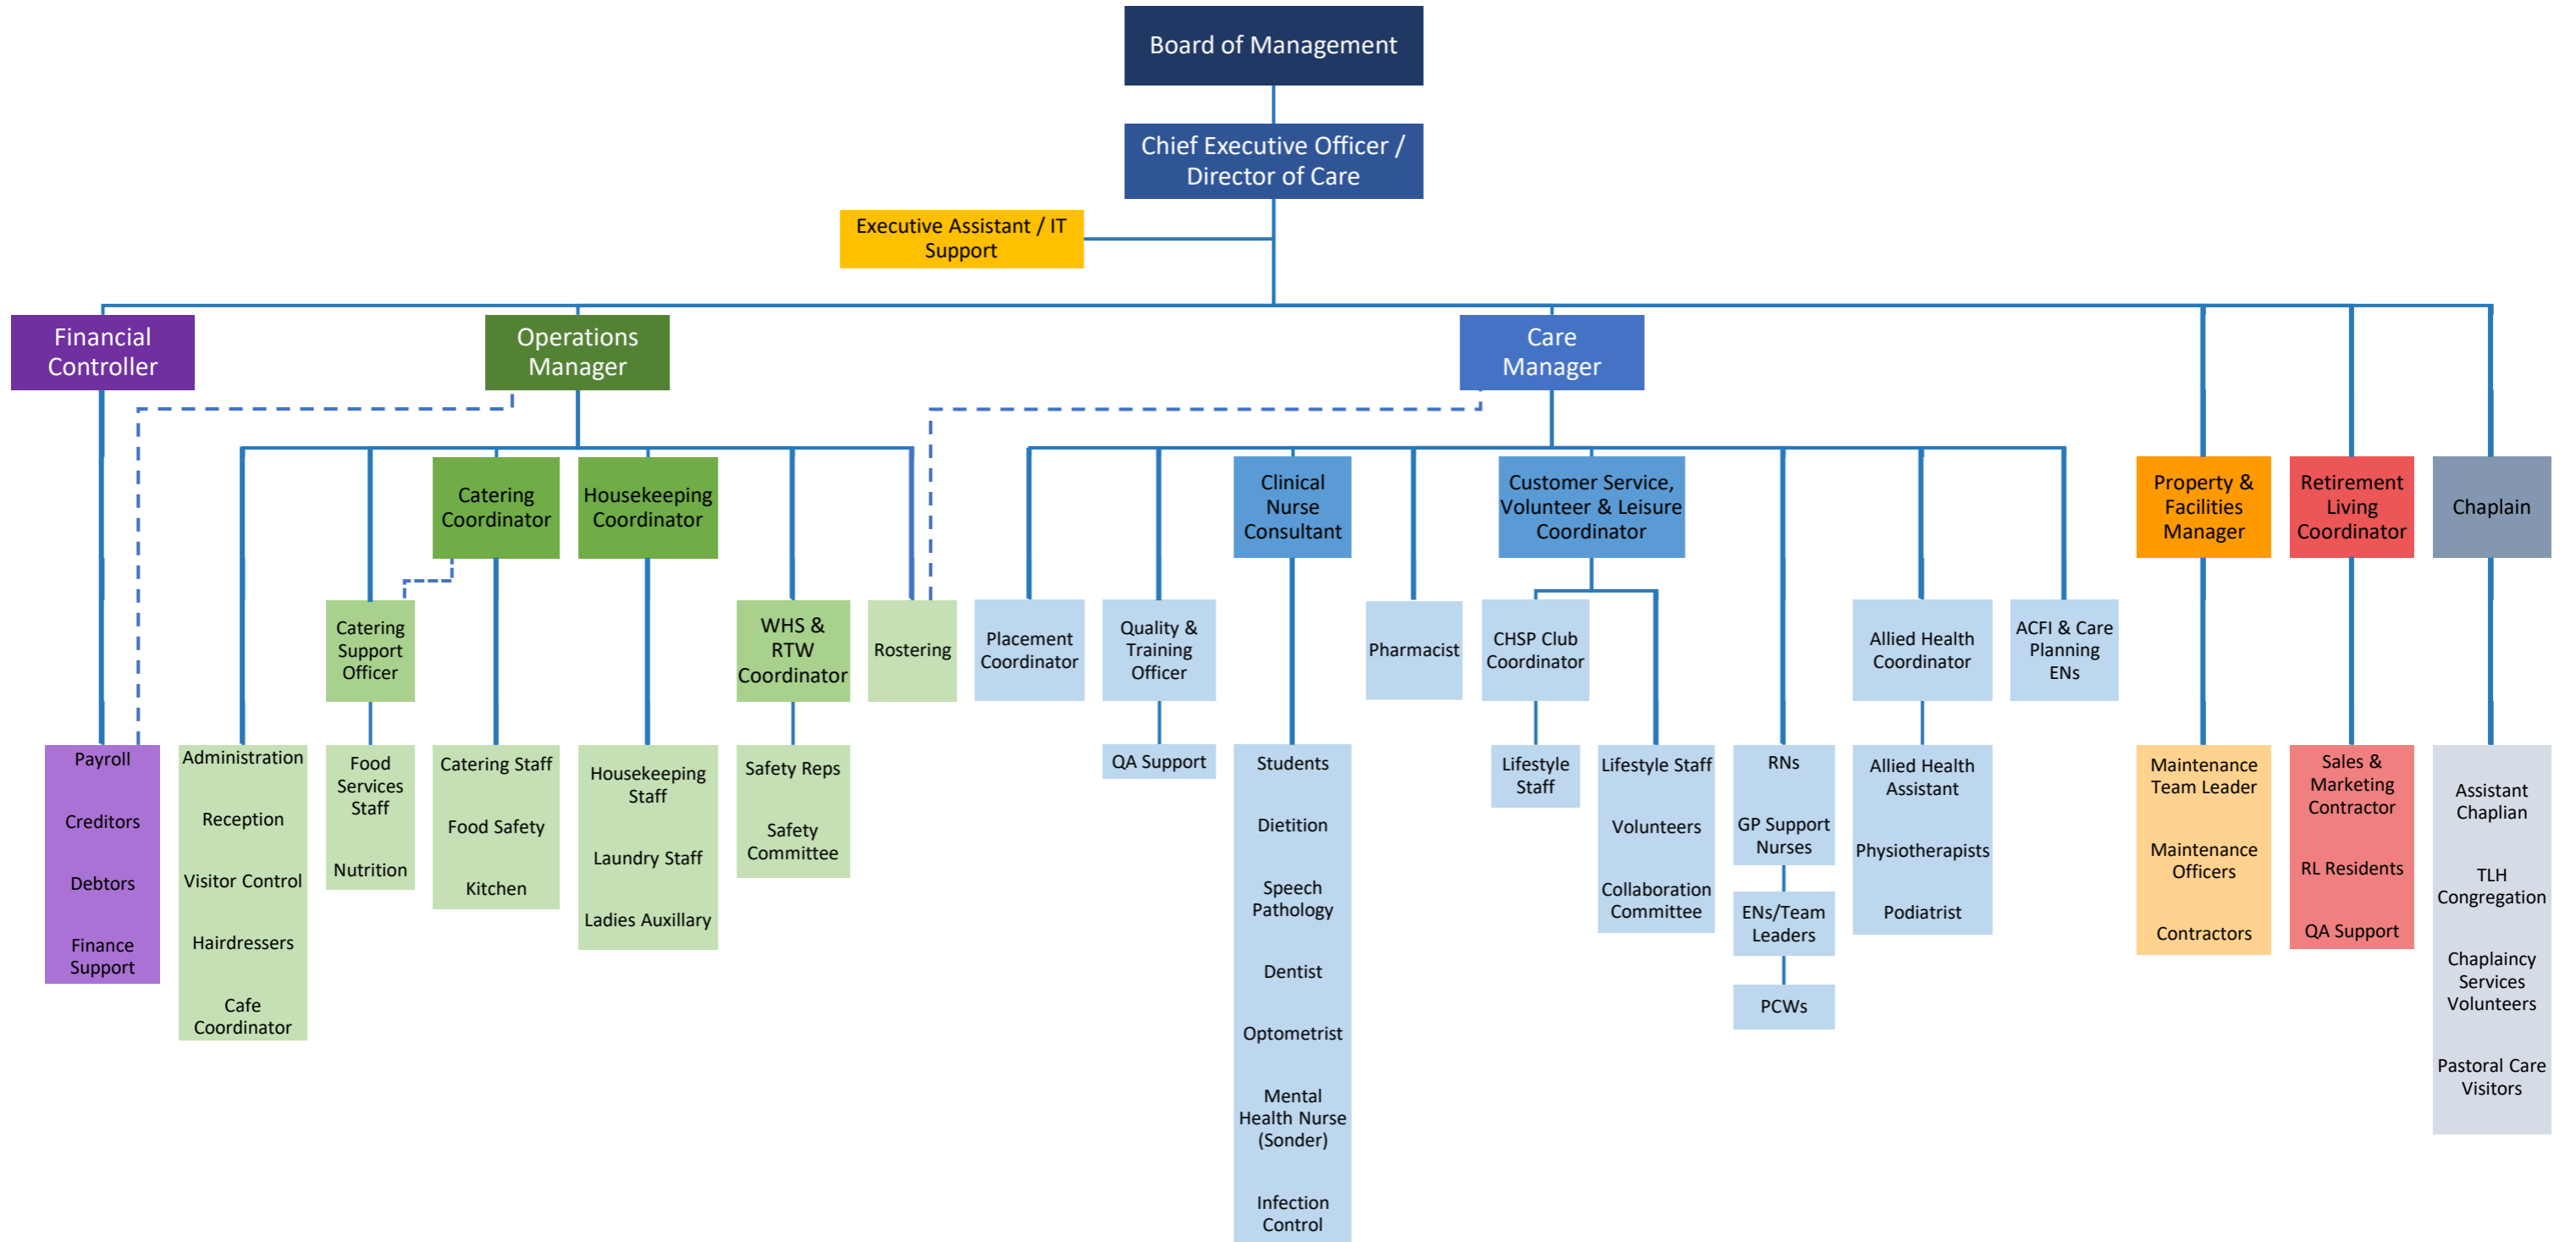 Board of Management
Chief Executive Officer /
Director of Care
Executive Assistant / IT
Support
Financial
Controller
Operations
Manager
Care
Manager
Catering
Coordinator
Housekeeping
Coordinator
Clinical
Nurse
Consultant
Customer Service,
Volunteer & Leisure
Coordinator
Property &
Facilities
Manager
Retirement
Living
Coordinator
Chaplain
Catering
Support
Officer
WHS &
RTW
Coordinator
Rostering
Placement
Coordinator
Quality &
Training
Officer
Pharmacist
CHSP Club
Coordinator
Allied Health
Coordinator
ACFI & Care
Planning
ENs
Payroll
Creditors
Debtors
Finance
Support
Administration
Reception
Visitor Control
Hairdressers
Cafe
Coordinator
Food
Services
Staff
Nutrition
Catering Staff
Food Safety
Kitchen
Housekeeping
Staff
Laundry Staff
Ladies Auxillary
Safety Reps
Safety
Committee
QA Support
Students
Dietition
Speech
Pathology
Dentist
Optometrist
Mental
Health Nurse
(Sonder)
Infection
Control
Lifestyle
Staff
Lifestyle Staff
Volunteers
Collaboration
Committee
RNs
GP Support
Nurses
ENs/Team
Leaders
PCWs
Allied Health
Assistant
Physiotherapists
Podiatrist
Maintenance
Team Leader
Maintenance
Officers
Contractors
Sales &
Marketing
Contractor
RL Residents
QA Support
Assistant
Chaplian
TLH
Congregation
Chaplaincy
Services
Volunteers
Pastoral Care
Visitors